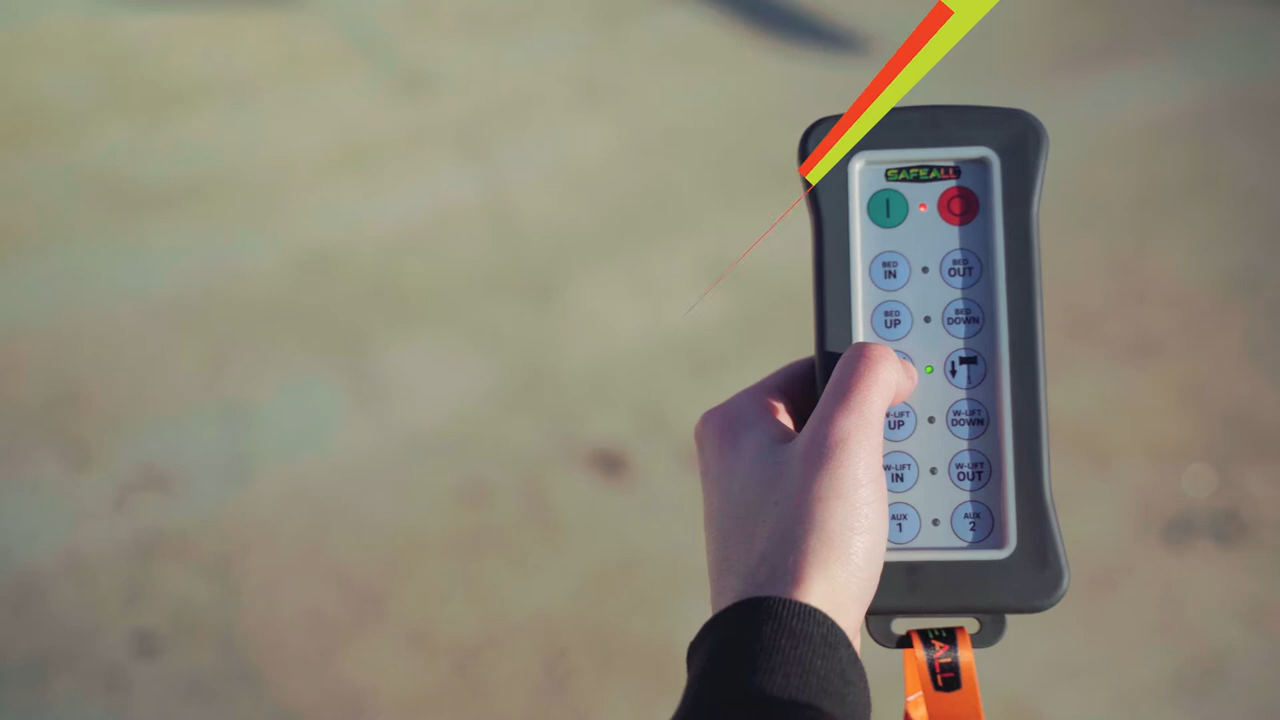 SAFEALL
BED IN
BED OUT
BED UP
BED DOWN
W-LIFT UP
W-LIFT DOWN
W-LIFT IN
W-LIFT OUT
AUX 1
AUX 2
EALL